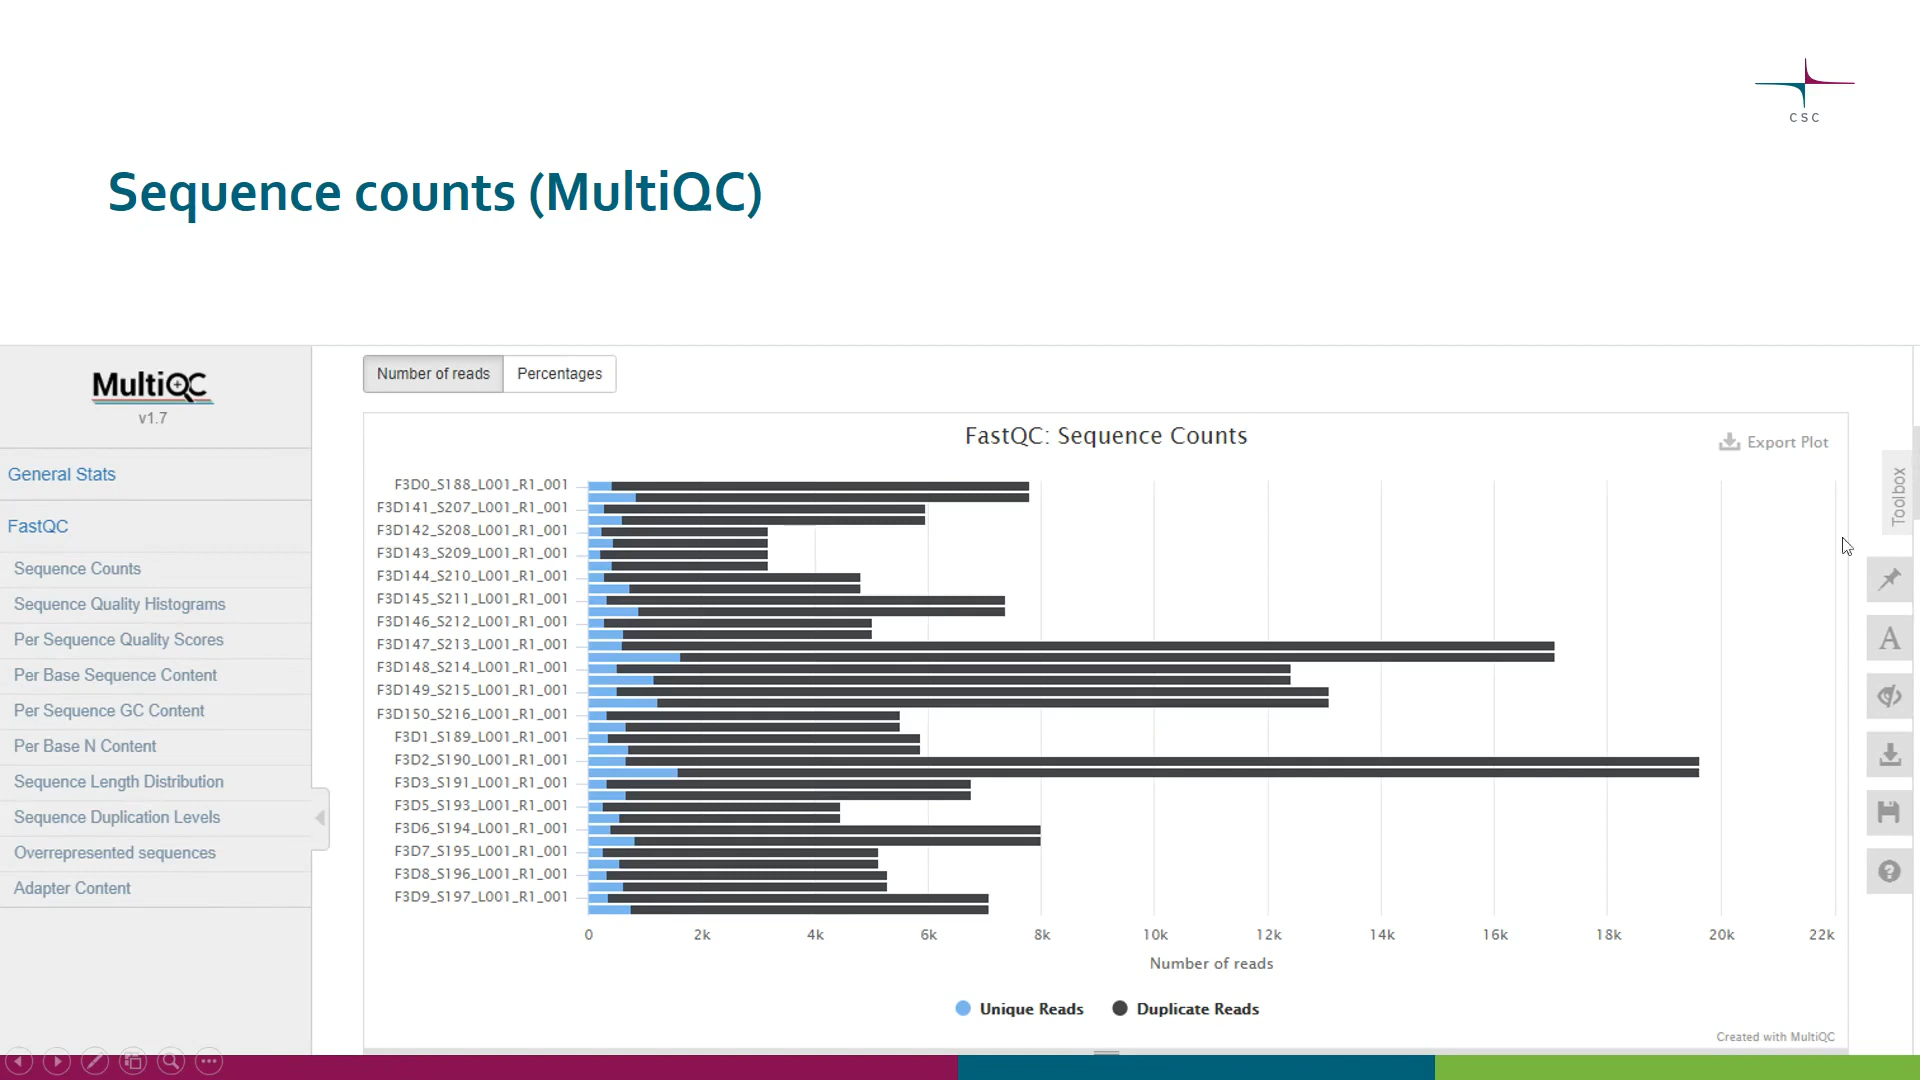 CSC
Sequence counts (MultiQC)
MultiQC
v1.7
General Stats
FastQC
Sequence Counts
Sequence Quality Histograms
Per Sequence Quality Scores
Per Base Sequence Content
Per Sequence GC Content
Per Base N Content
Sequence Length Distribution
Sequence Duplication Levels
Overrepresented sequences
Adapter Content
Number of reads
Percentages
FastQC: Sequence Counts
Export Plot
Toolbox
A
F3D0_S188_L001_R1_001
F3D141_S207_L001_R1_001
F3D142_S208_L001_R1_001
F3D143_S209_L001_R1_001
F3D144_S210_L001_R1_001
F3D145_S211_L001_R1_001
F3D146_S212_L001_R1_001
F3D147_S213_L001_R1_001
F3D148_S214_L001_R1_001
F3D149_S215_L001_R1_001
F3D150_S216_L001_R1_001
F3D1_S189_L001_R1_001
F3D2_S190_L001_R1_001
F3D3_S191_L001_R1_001
F3D5_S193_L001_R1_001
F3D6_S194_L001_R1_001
F3D7_S195_L001_R1_001
F3D8_S196_L001_R1_001
F3D9_S197_L001_R1_001
0 2k 4k 6k 8k 10k 12k 14k 16k 18k 20k 22k
Number of reads
Unique Reads Duplicate Reads
Created with MultiQC